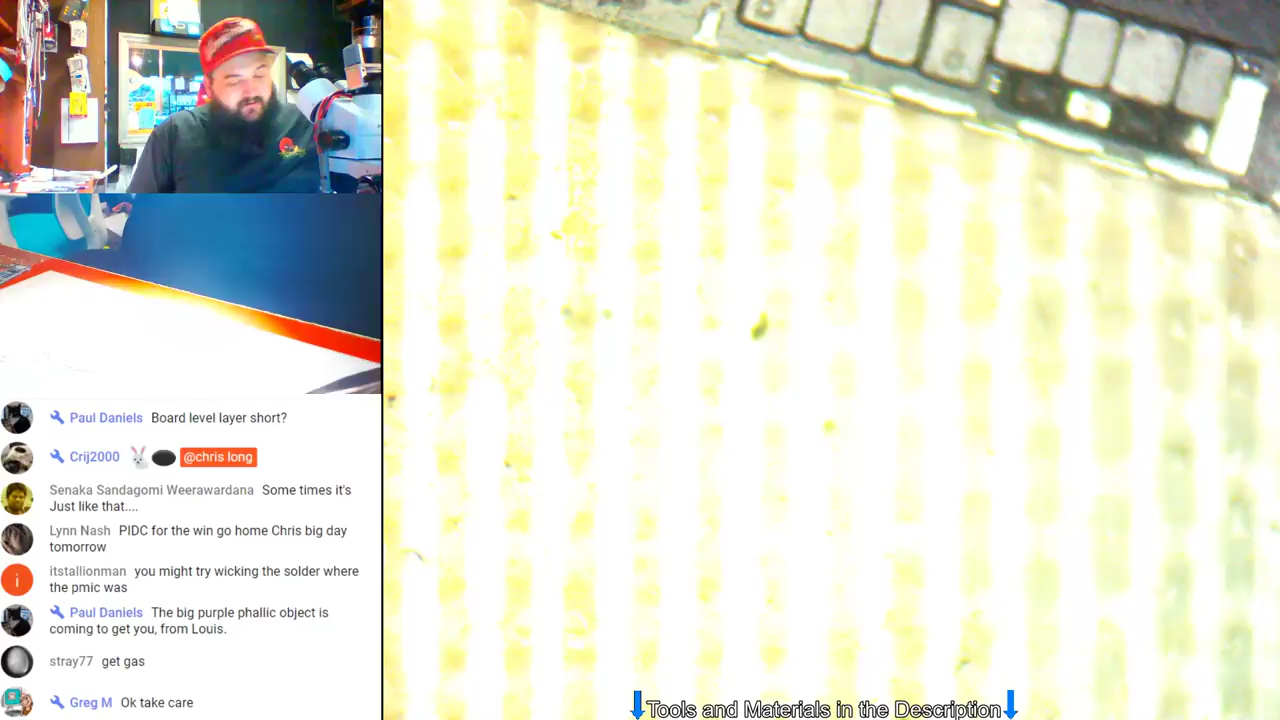 Paul Daniels Board level layer short?
Crij2000 @chris long
Senaka Sandagomi Weerawardana Some times it's
Just like that....
Lynn Nash PIDC for the win go home Chris big day
tomorrow
itstallionman you might try wicking the solder where
the pmic was
Paul Daniels The big purple phallic object is
coming to get you, from Louis.
stray77 get gas
Greg M Ok take care
Tools and Materials in the Description